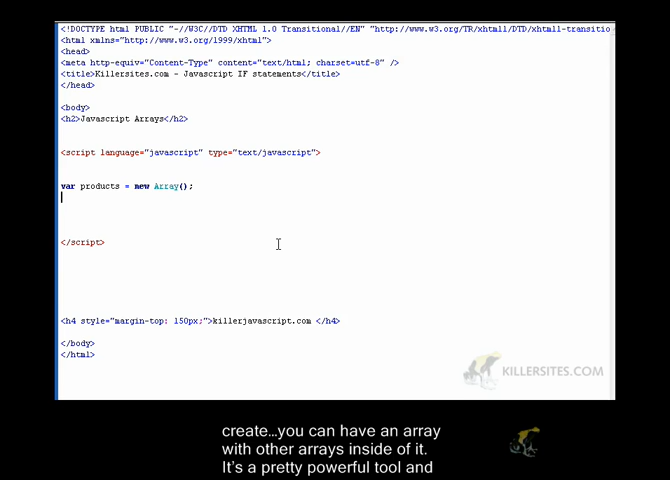 <!DOCTYPE html PUBLIC "-//W3C//DTD XHTML 1.0 Transitional//EN" "http://www.w3.org/TR/xhtml1/DTD/xhtml1-transitio
<html xmlns="http://www.w3.org/1999/xhtml">
<head>
<meta http-equiv="Content-Type" content="text/html; charset=utf-8" />
<title>Killersites.com - Javascript IF statements</title>
</head>
<body>
<h2>Javascript Arrays</h2>
<script language="javascript" type="text/javascript">
var products = new Array();
</script>
<h4 style="margin-top: 150px;">killerjavascript.com </h4>
</body>
</html>
KILLERSITES.COM
create…you can have an array
with other arrays inside of it.
It's a pretty powerful tool and